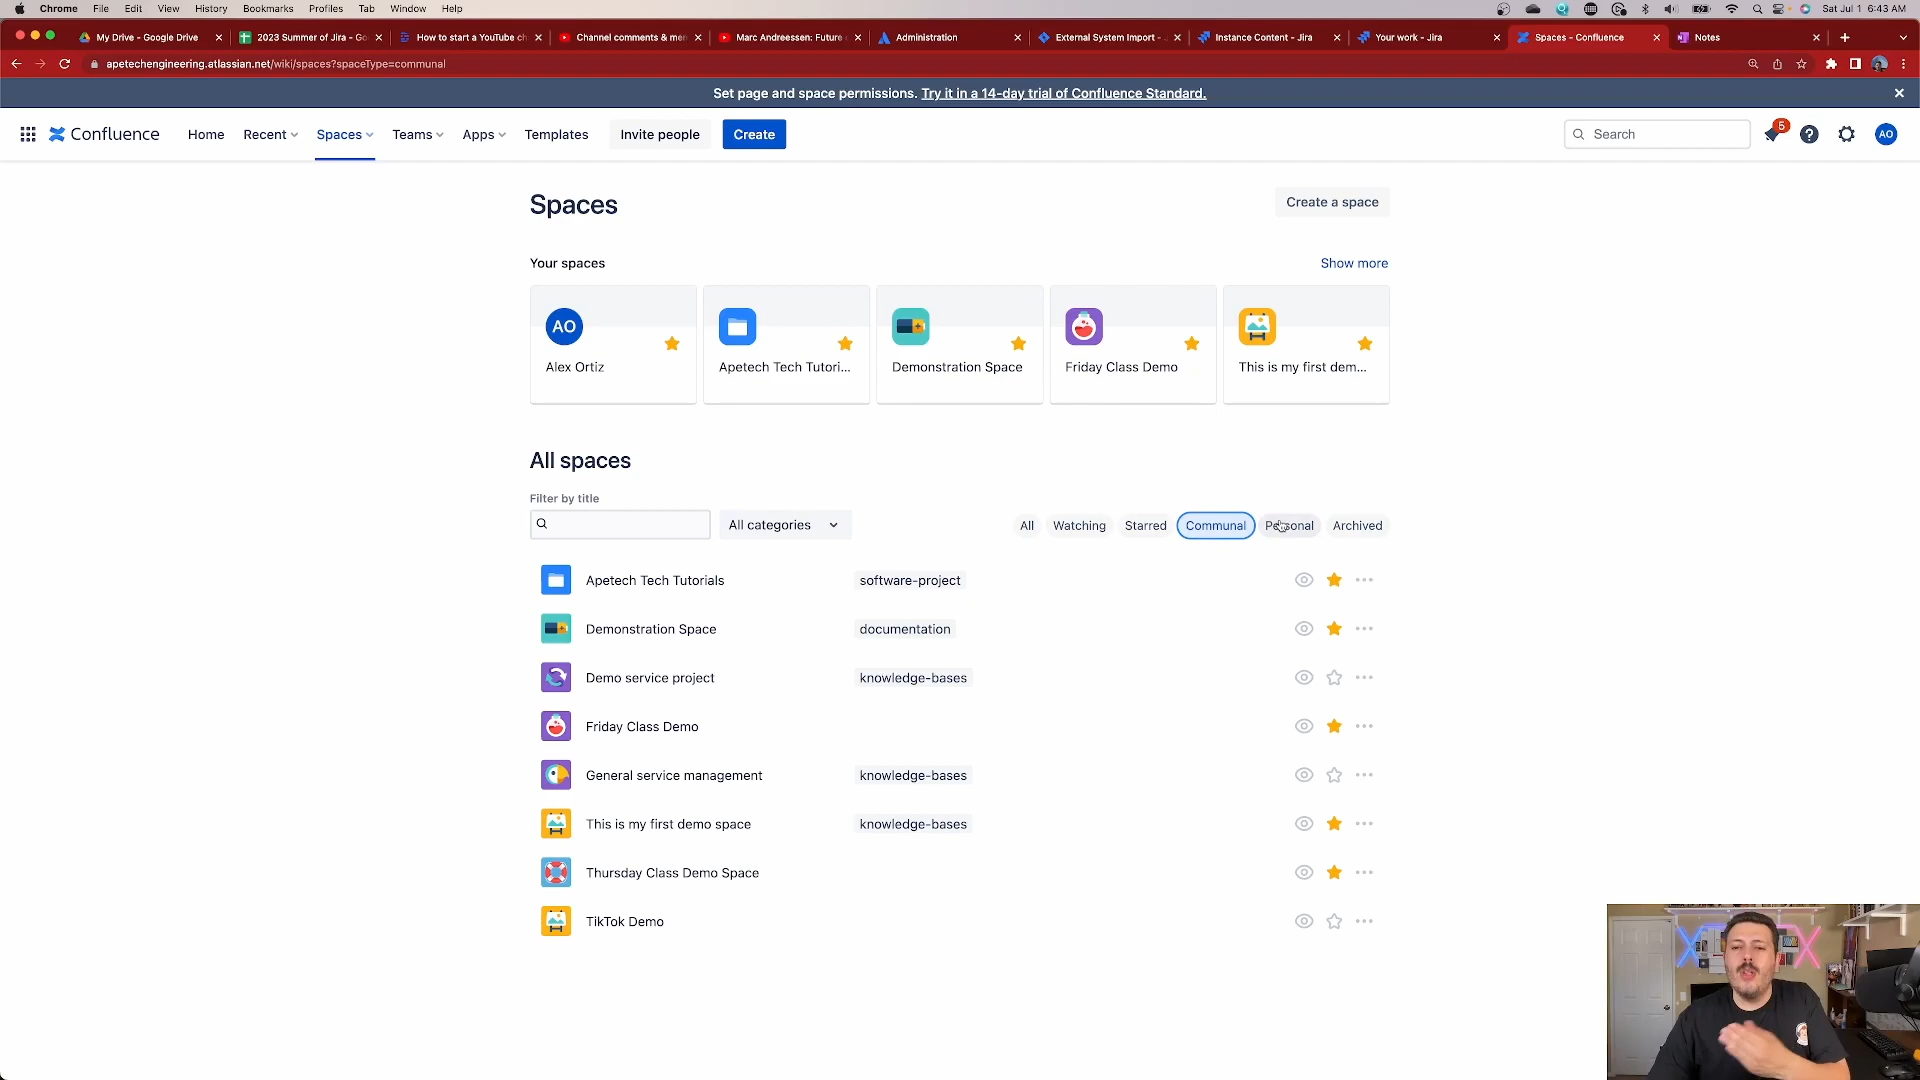 Chrome File Edit View History Bookmarks Profiles Tab Window Help Sat Jul 1 6:43 AM
My Drive - Google Drive 2023 Summer of Jira - Go How to start a YouTube ch Channel comments & men Marc Andreessen: Future Administration External System Import - Instance Content - Jira Your work - Jira Spaces - Confluence Notes
apetechengineering.atlassian.net/wiki/spaces?spaceType=communal
Set page and space permissions. Try it in a 14-day trial of Confluence Standard.
Confluence Home Recent Spaces Teams Apps Templates Invite people Create Search 5 AO
Spaces Create a space
Your spaces Show more
AO
Alex Ortiz Apetech Tech Tutori... Demonstration Space Friday Class Demo This is my first dem...
All spaces
Filter by title
All categories All Watching Starred Communal Personal Archived
Apetech Tech Tutorials software-project
Demonstration Space documentation
Demo service project knowledge-bases
Friday Class Demo
General service management knowledge-bases
This is my first demo space knowledge-bases
Thursday Class Demo Space
TikTok Demo